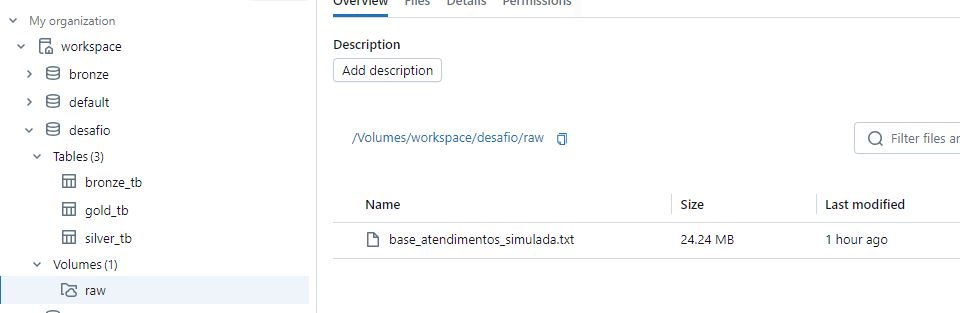 My organization
workspace
bronze
default
desafio
Tables (3)
bronze_tb
gold_tb
silver_tb
Volumes (1)
raw
Overview Files Details Permissions
Description
Add description
/Volumes/workspace/desafio/raw
Filter files
Name Size Last modified
base_atendimentos_simulada.txt 24.24 MB 1 hour ago